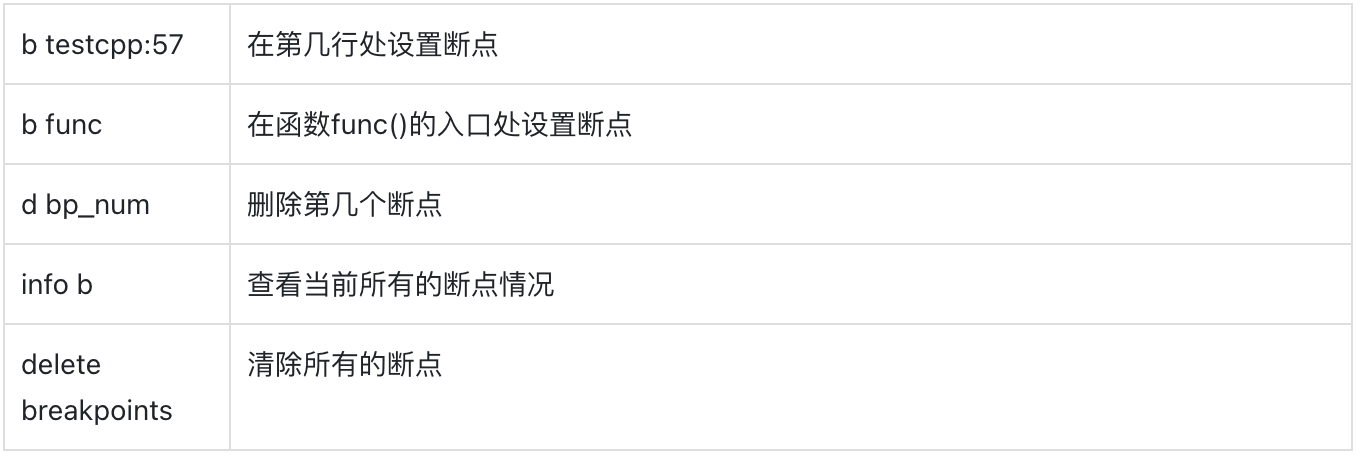 b testcpp:57 在第几行处设置断点
b func 在函数func()的入口处设置断点
d bp_num 删除第几个断点
info b 查看当前所有的断点情况
delete 清除所有的断点
breakpoints